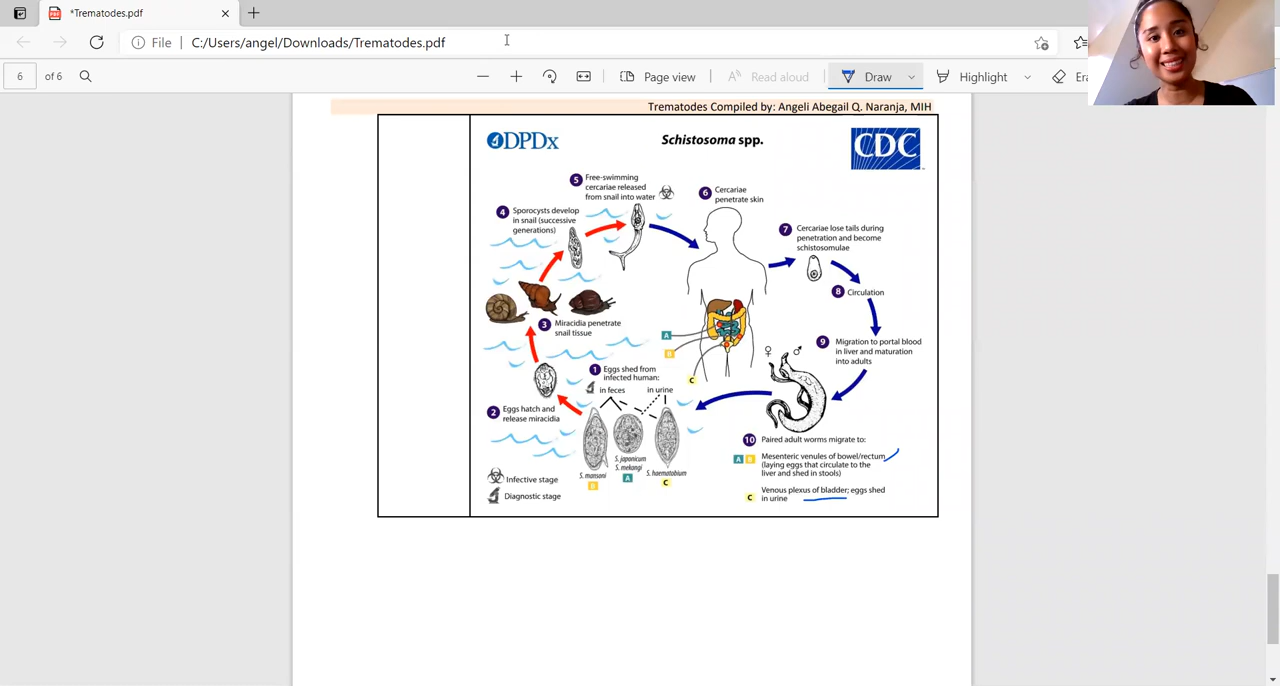 *Trematodes.pdf
File
C:/Users/angel/Downloads/Trematodes.pdf
6
of 6
Page view
Read aloud
Draw
Highlight
Era
Trematodes Compiled by: Angeli Abegail Q. Naranja, MIH
DPDx
Schistosoma spp.
CDC
5
Free-swimming
cercariae released
from snail into water
6
Cercariae
penetrate skin
4
Sporocysts develop
in snail (successive
generations)
7
Cercariae lose tails during
penetration and become
schistosomulae
8
Circulation
3
Miracidia penetrate
snail tissue
A
B
C
9
Migration to portal blood
in liver and maturation
into adults
♀
♂
1
Eggs shed from
infected human:
in feces
in urine
2
Eggs hatch and
release miracidia
S. mansoni
B
S. japonicum
S. mekongi
A
S. haematobium
C
10
Paired adult worms migrate to:
A B
Mesenteric venules of bowel/rectum
(laying eggs that circulate to the
liver and shed in stools)
C
Venous plexus of bladder; eggs shed
in urine
Infective stage
Diagnostic stage